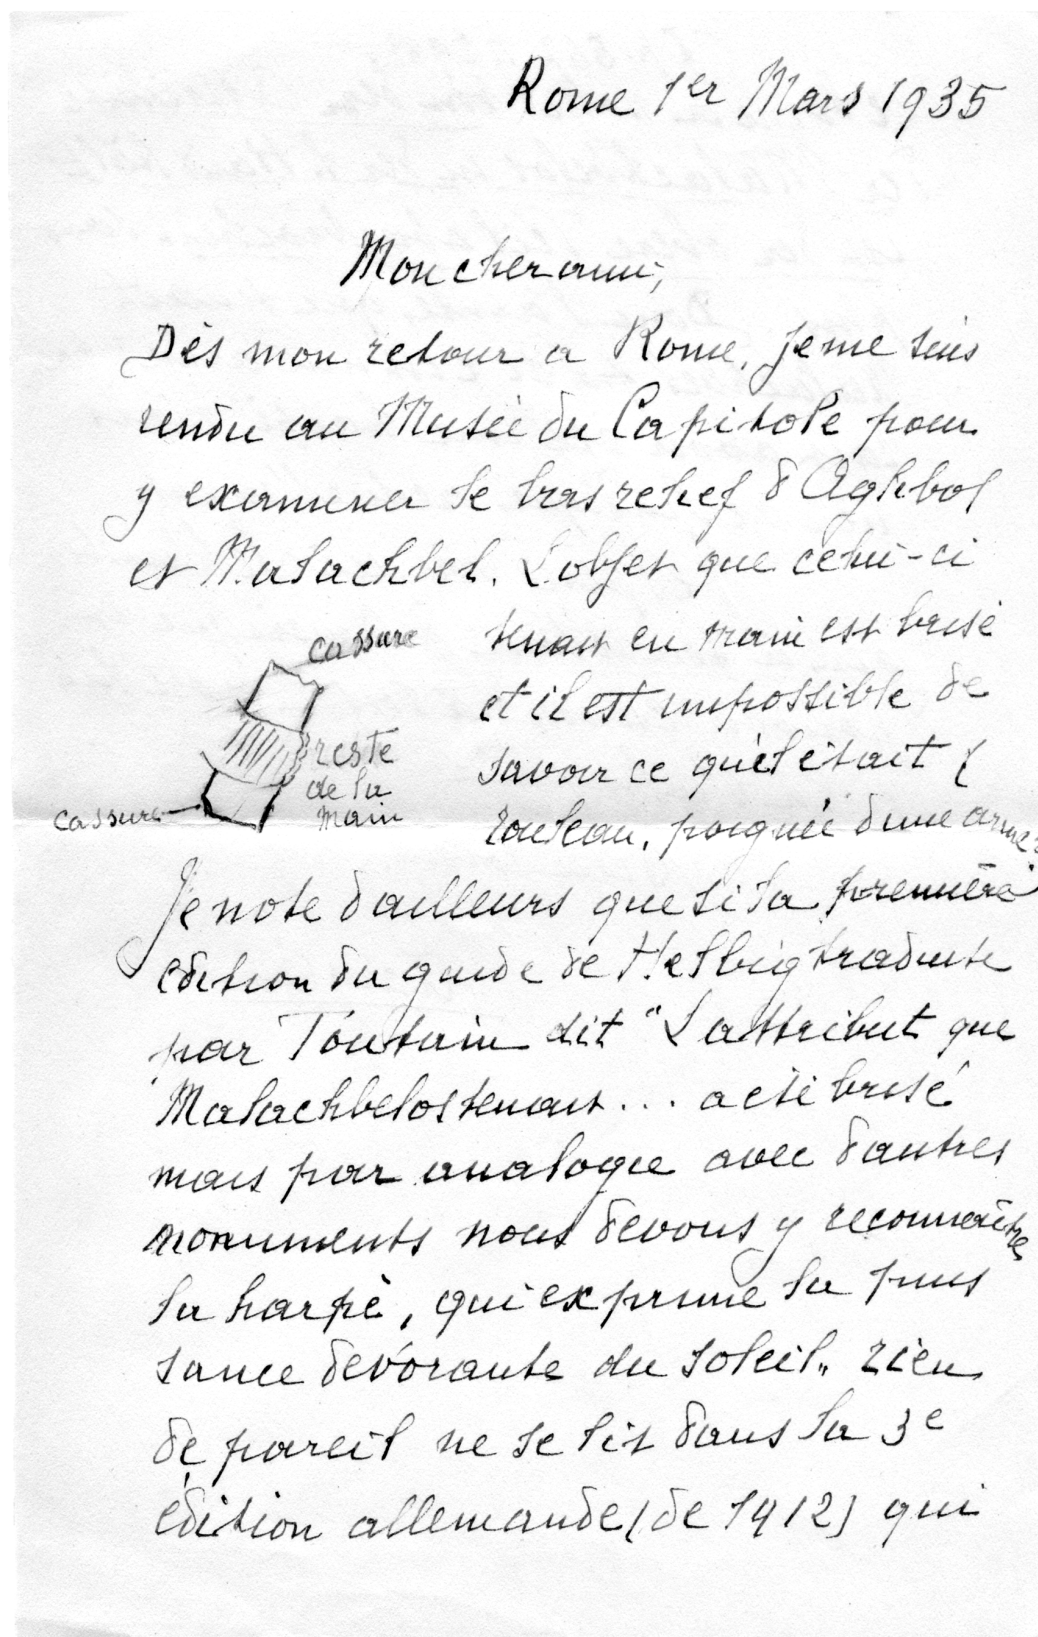 Rome 1er Mars 1935
Mon cher ami,
Dès mon retour a Rome, je me suis
rendu au Musée du Capitole pour
y examiner le bas relief d Aglibol
et Malachbel. L'objet que celui-ci
tenait en main est brisé
et il est impossible de
savoir ce qu'il était (
rouleau, poignée d'une arme
cassure
reste
de la
main
cassure
Je note d'ailleurs que si la première
édition du guide de Helbig traduite
par Toutain dit "L'attribut que
Malachbelos tenait... a été brisé
mais par analogie avec d'autres
monuments nous devons y reconnaître
la harpè, qui exprime la puis
sance dévorante du soleil" rien
de pareil ne se lit dans la 3e
édition allemande (de 1912) qui